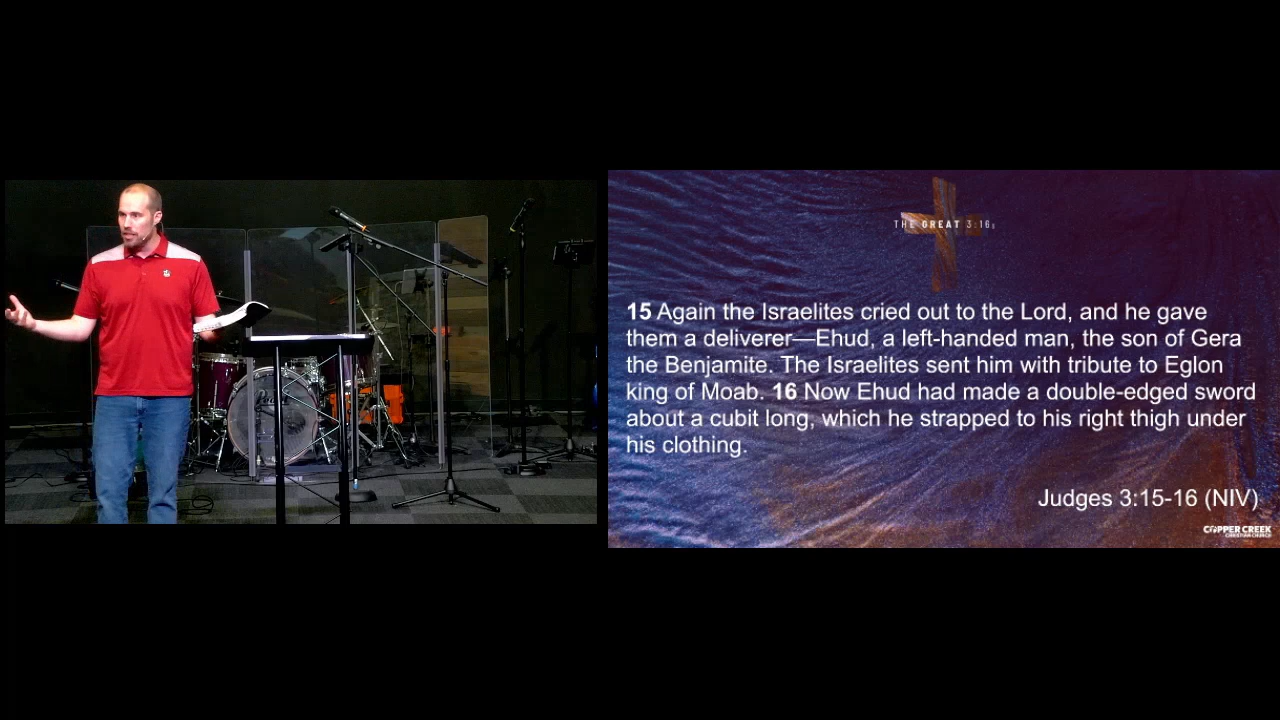 THE GREAT 3:16s
15 Again the Israelites cried out to the Lord, and he gave
them a deliverer—Ehud, a left-handed man, the son of Gera
the Benjamite. The Israelites sent him with tribute to Eglon
king of Moab. 16 Now Ehud had made a double-edged sword
about a cubit long, which he strapped to his right thigh under
his clothing.
Judges 3:15-16 (NIV)
COPPER CREEK
CHRISTIAN CHURCH